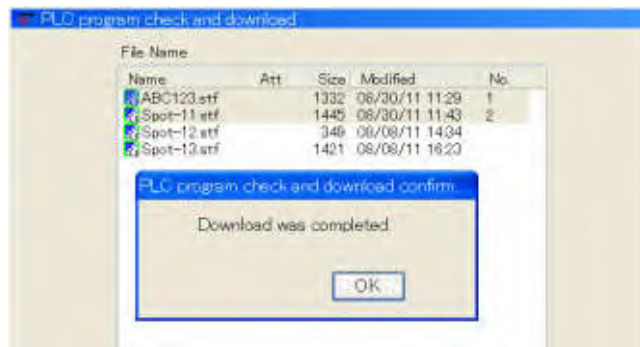 PLC program check and download
File Name
Name Att Size Modified No.
ABC123.stf 1332 06/30/11 11:29 1
Spot-11.stf 1445 06/30/11 11:43 2
Spot-12.stf 349 08/08/11 14:34
Spot-13.stf 1421 08/08/11 16:23
PLC program check and download confirm...
Download was completed.
OK